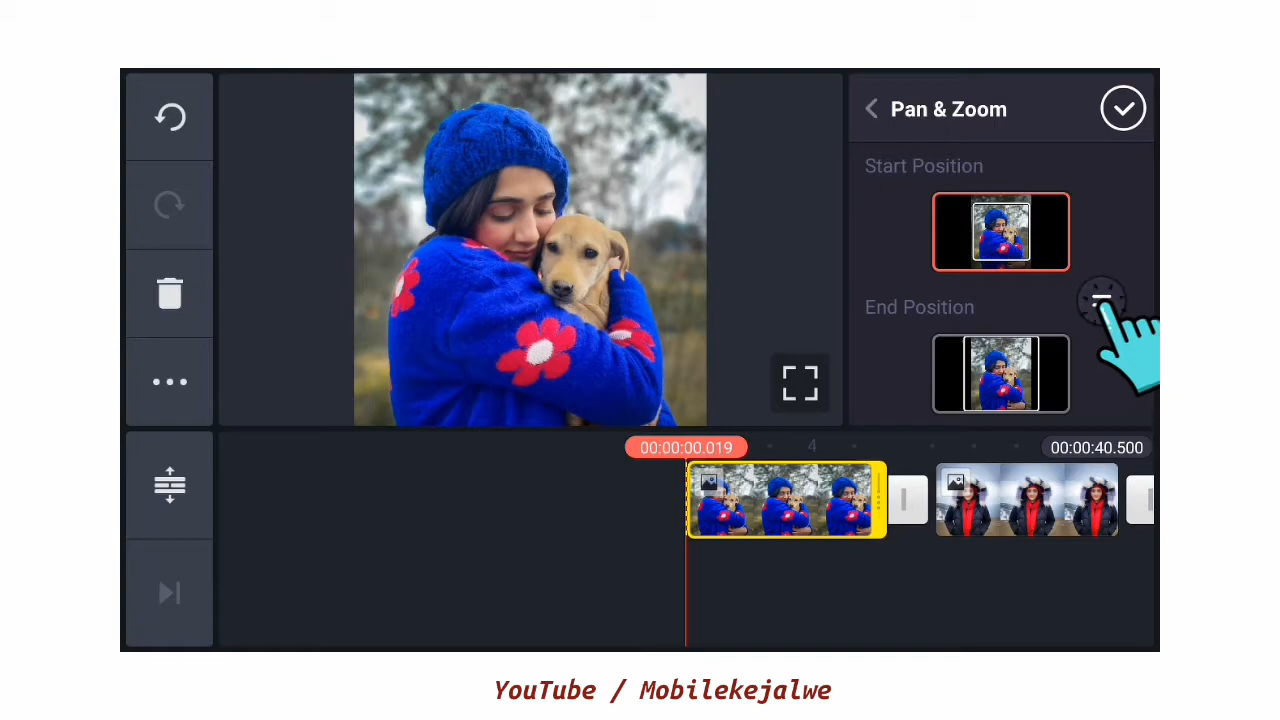 Pan & Zoom
Start Position
End Position
00:00:00.019
4
00:00:40.500
YouTube / Mobilekejalwe